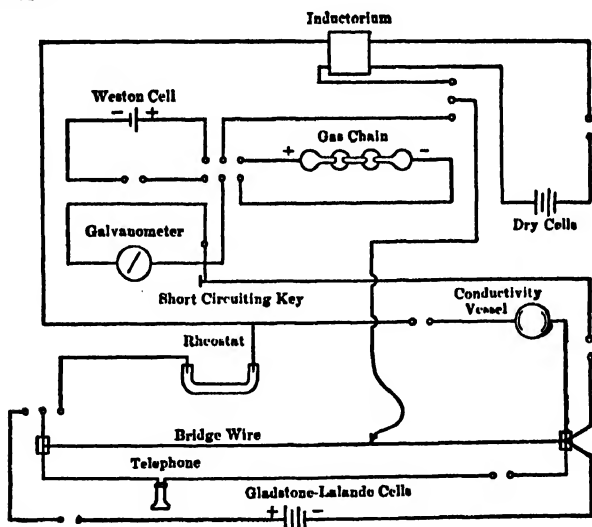 Inductorium
Weston Cell
− +
Gas Chain
+ −
Galvanometer
Dry Cells
Short Circuiting Key
Conductivity
Vessel
Rheostat
Bridge Wire
Telephone
Gladstone-Lalande Cells
+ −